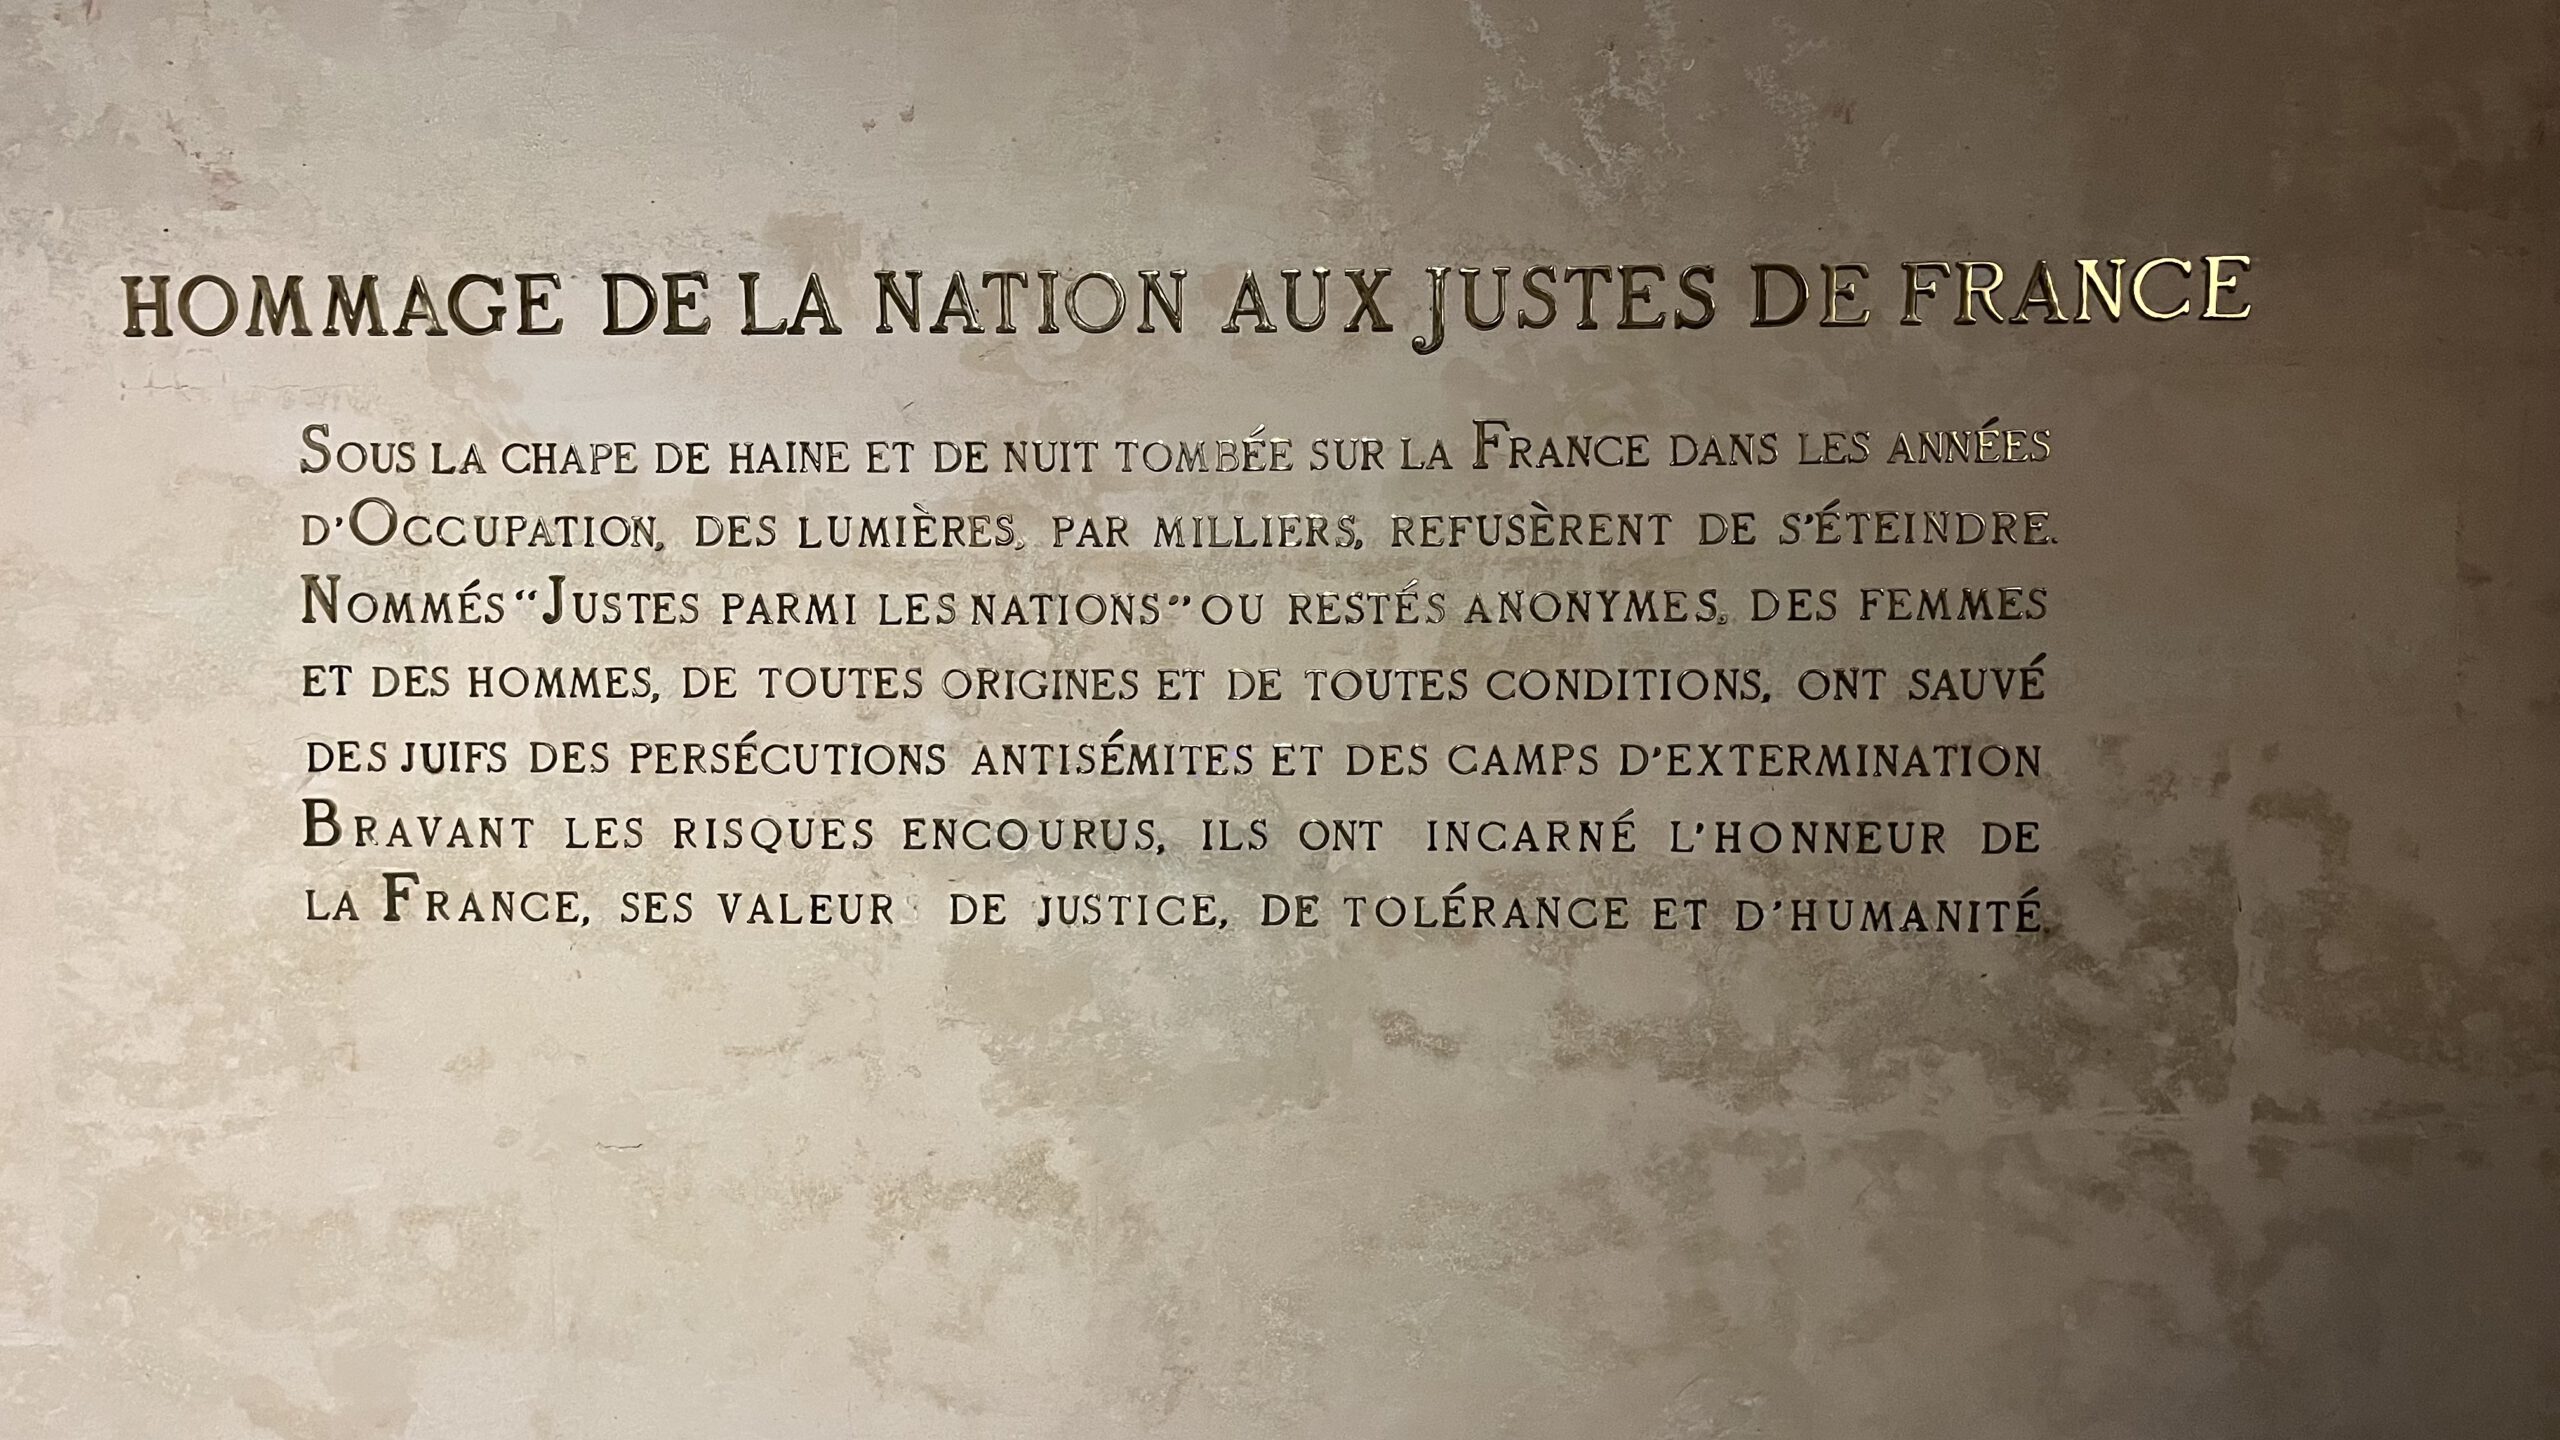 HOMMAGE DE LA NATION AUX JUSTES DE FRANCE
SOUS LA CHAPE DE HAINE ET DE NUIT TOMBÉE SUR LA FRANCE DANS LES ANNÉES
D'OCCUPATION, DES LUMIÈRES, PAR MILLIERS, REFUSÈRENT DE S'ÉTEINDRE.
NOMMÉS "JUSTES PARMI LES NATIONS" OU RESTÉS ANONYMES, DES FEMMES
ET DES HOMMES, DE TOUTES ORIGINES ET DE TOUTES CONDITIONS, ONT SAUVÉ
DES JUIFS DES PERSÉCUTIONS ANTISÉMITES ET DES CAMPS D'EXTERMINATION
BRAVANT LES RISQUES ENCOURUS, ILS ONT INCARNÉ L'HONNEUR DE
LA FRANCE, SES VALEUR DE JUSTICE, DE TOLÉRANCE ET D'HUMANITÉ.